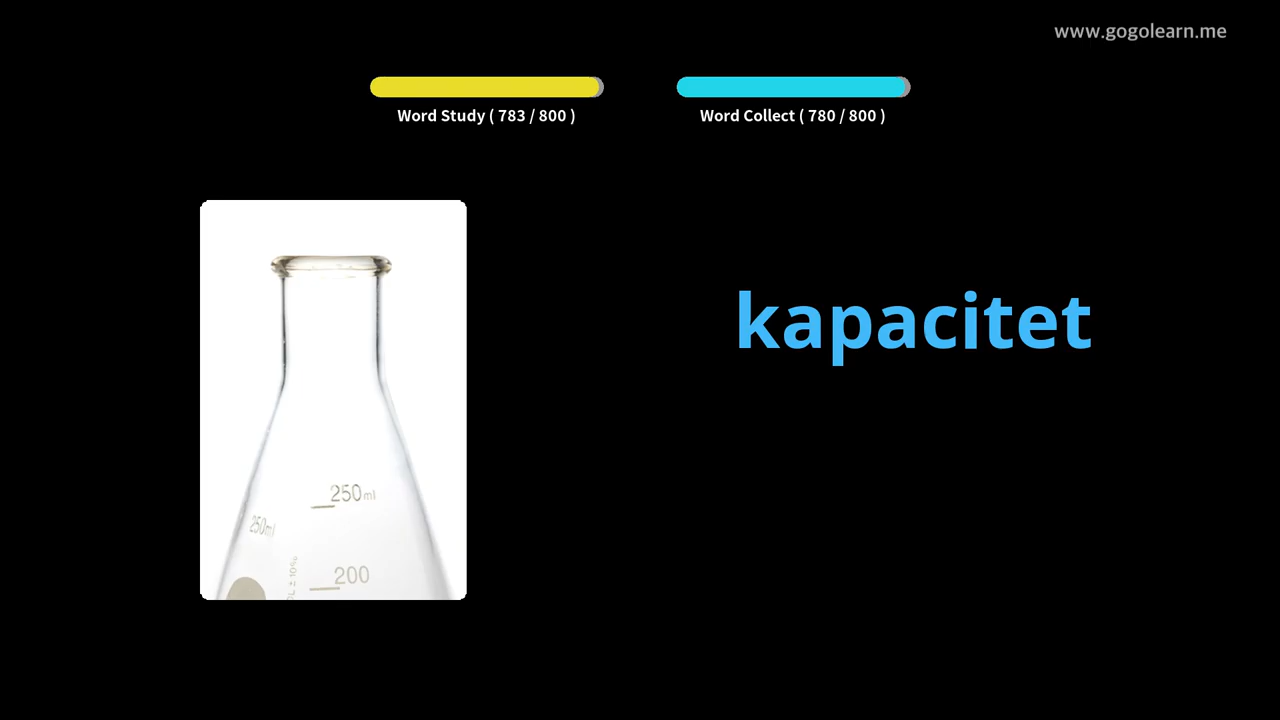 www.gogolearn.me
Word Study ( 783 / 800 )
Word Collect ( 780 / 800 )
kapacitet
250ml
250ml
200